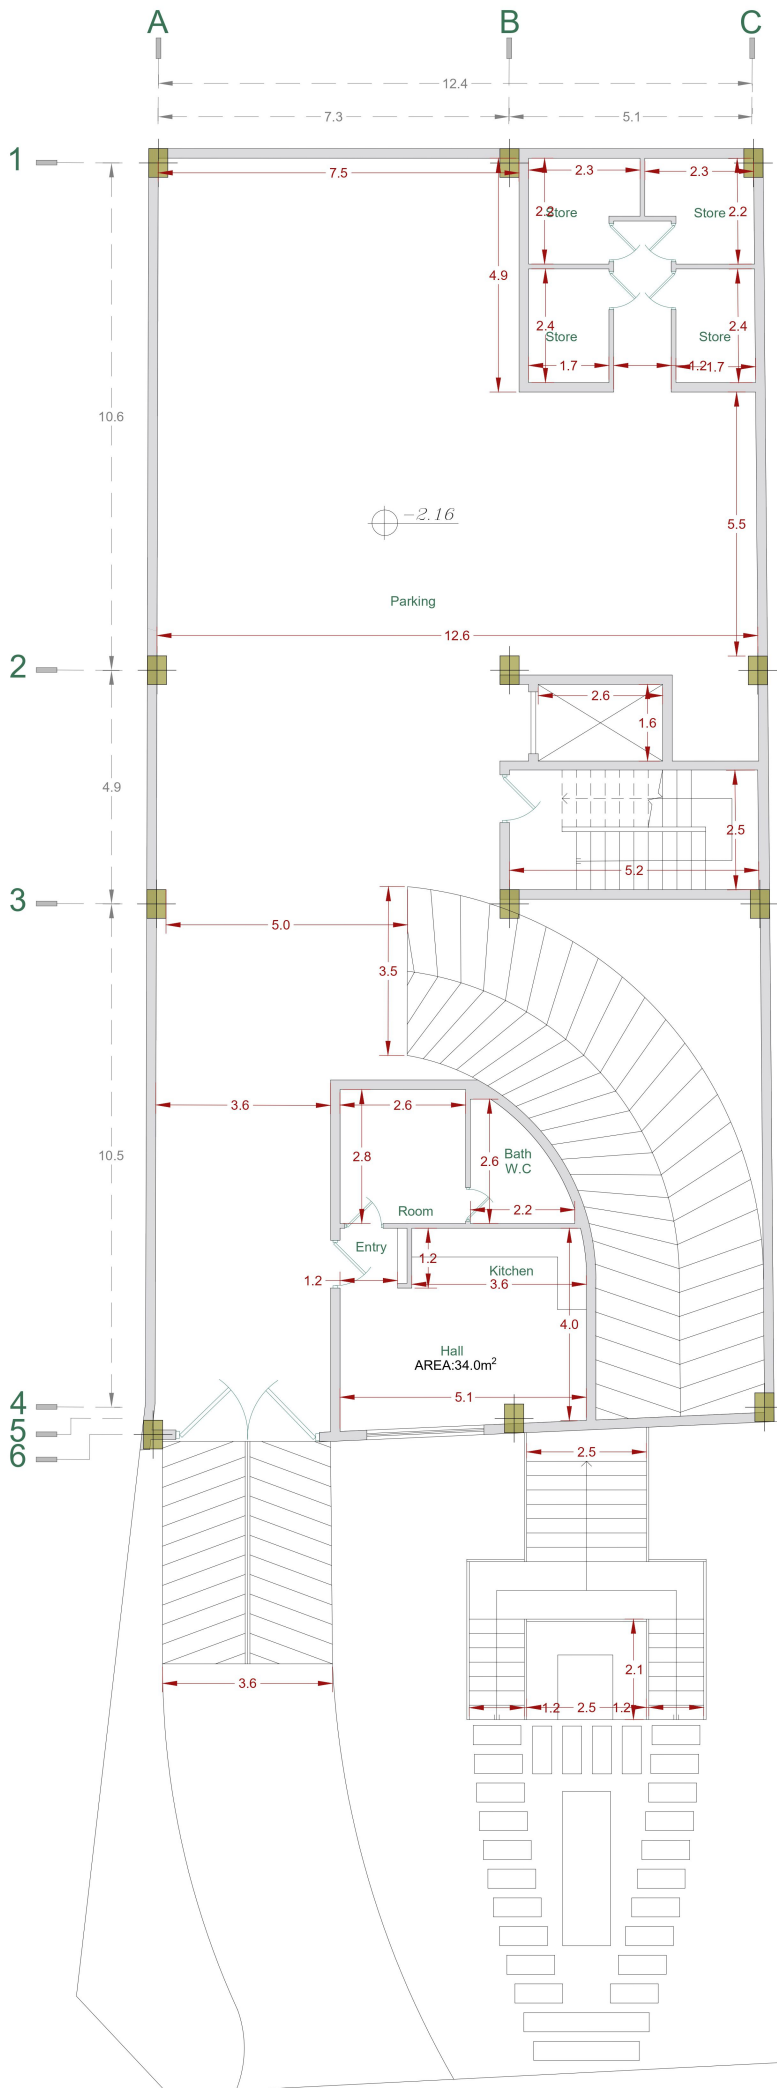 A B C
12.4
7.3 5.1
1
7.5 2.3 2.3
2.2 Store Store 2.2
4.9
2.4 Store Store 2.4
1.7 1.2 1.7
10.6
-2.16
5.5
Parking
12.6
2
2.6
1.6
4.9
2.5
5.2
3
5.0
3.5
3.6 2.6
10.5
2.8 2.6 Bath
W.C
Room 2.2
Entry
1.2 1.2 Kitchen
3.6
4.0
Hall
AREA:34.0m²
5.1
4
5
6
2.5
2.1
3.6
1.2 2.5 1.2